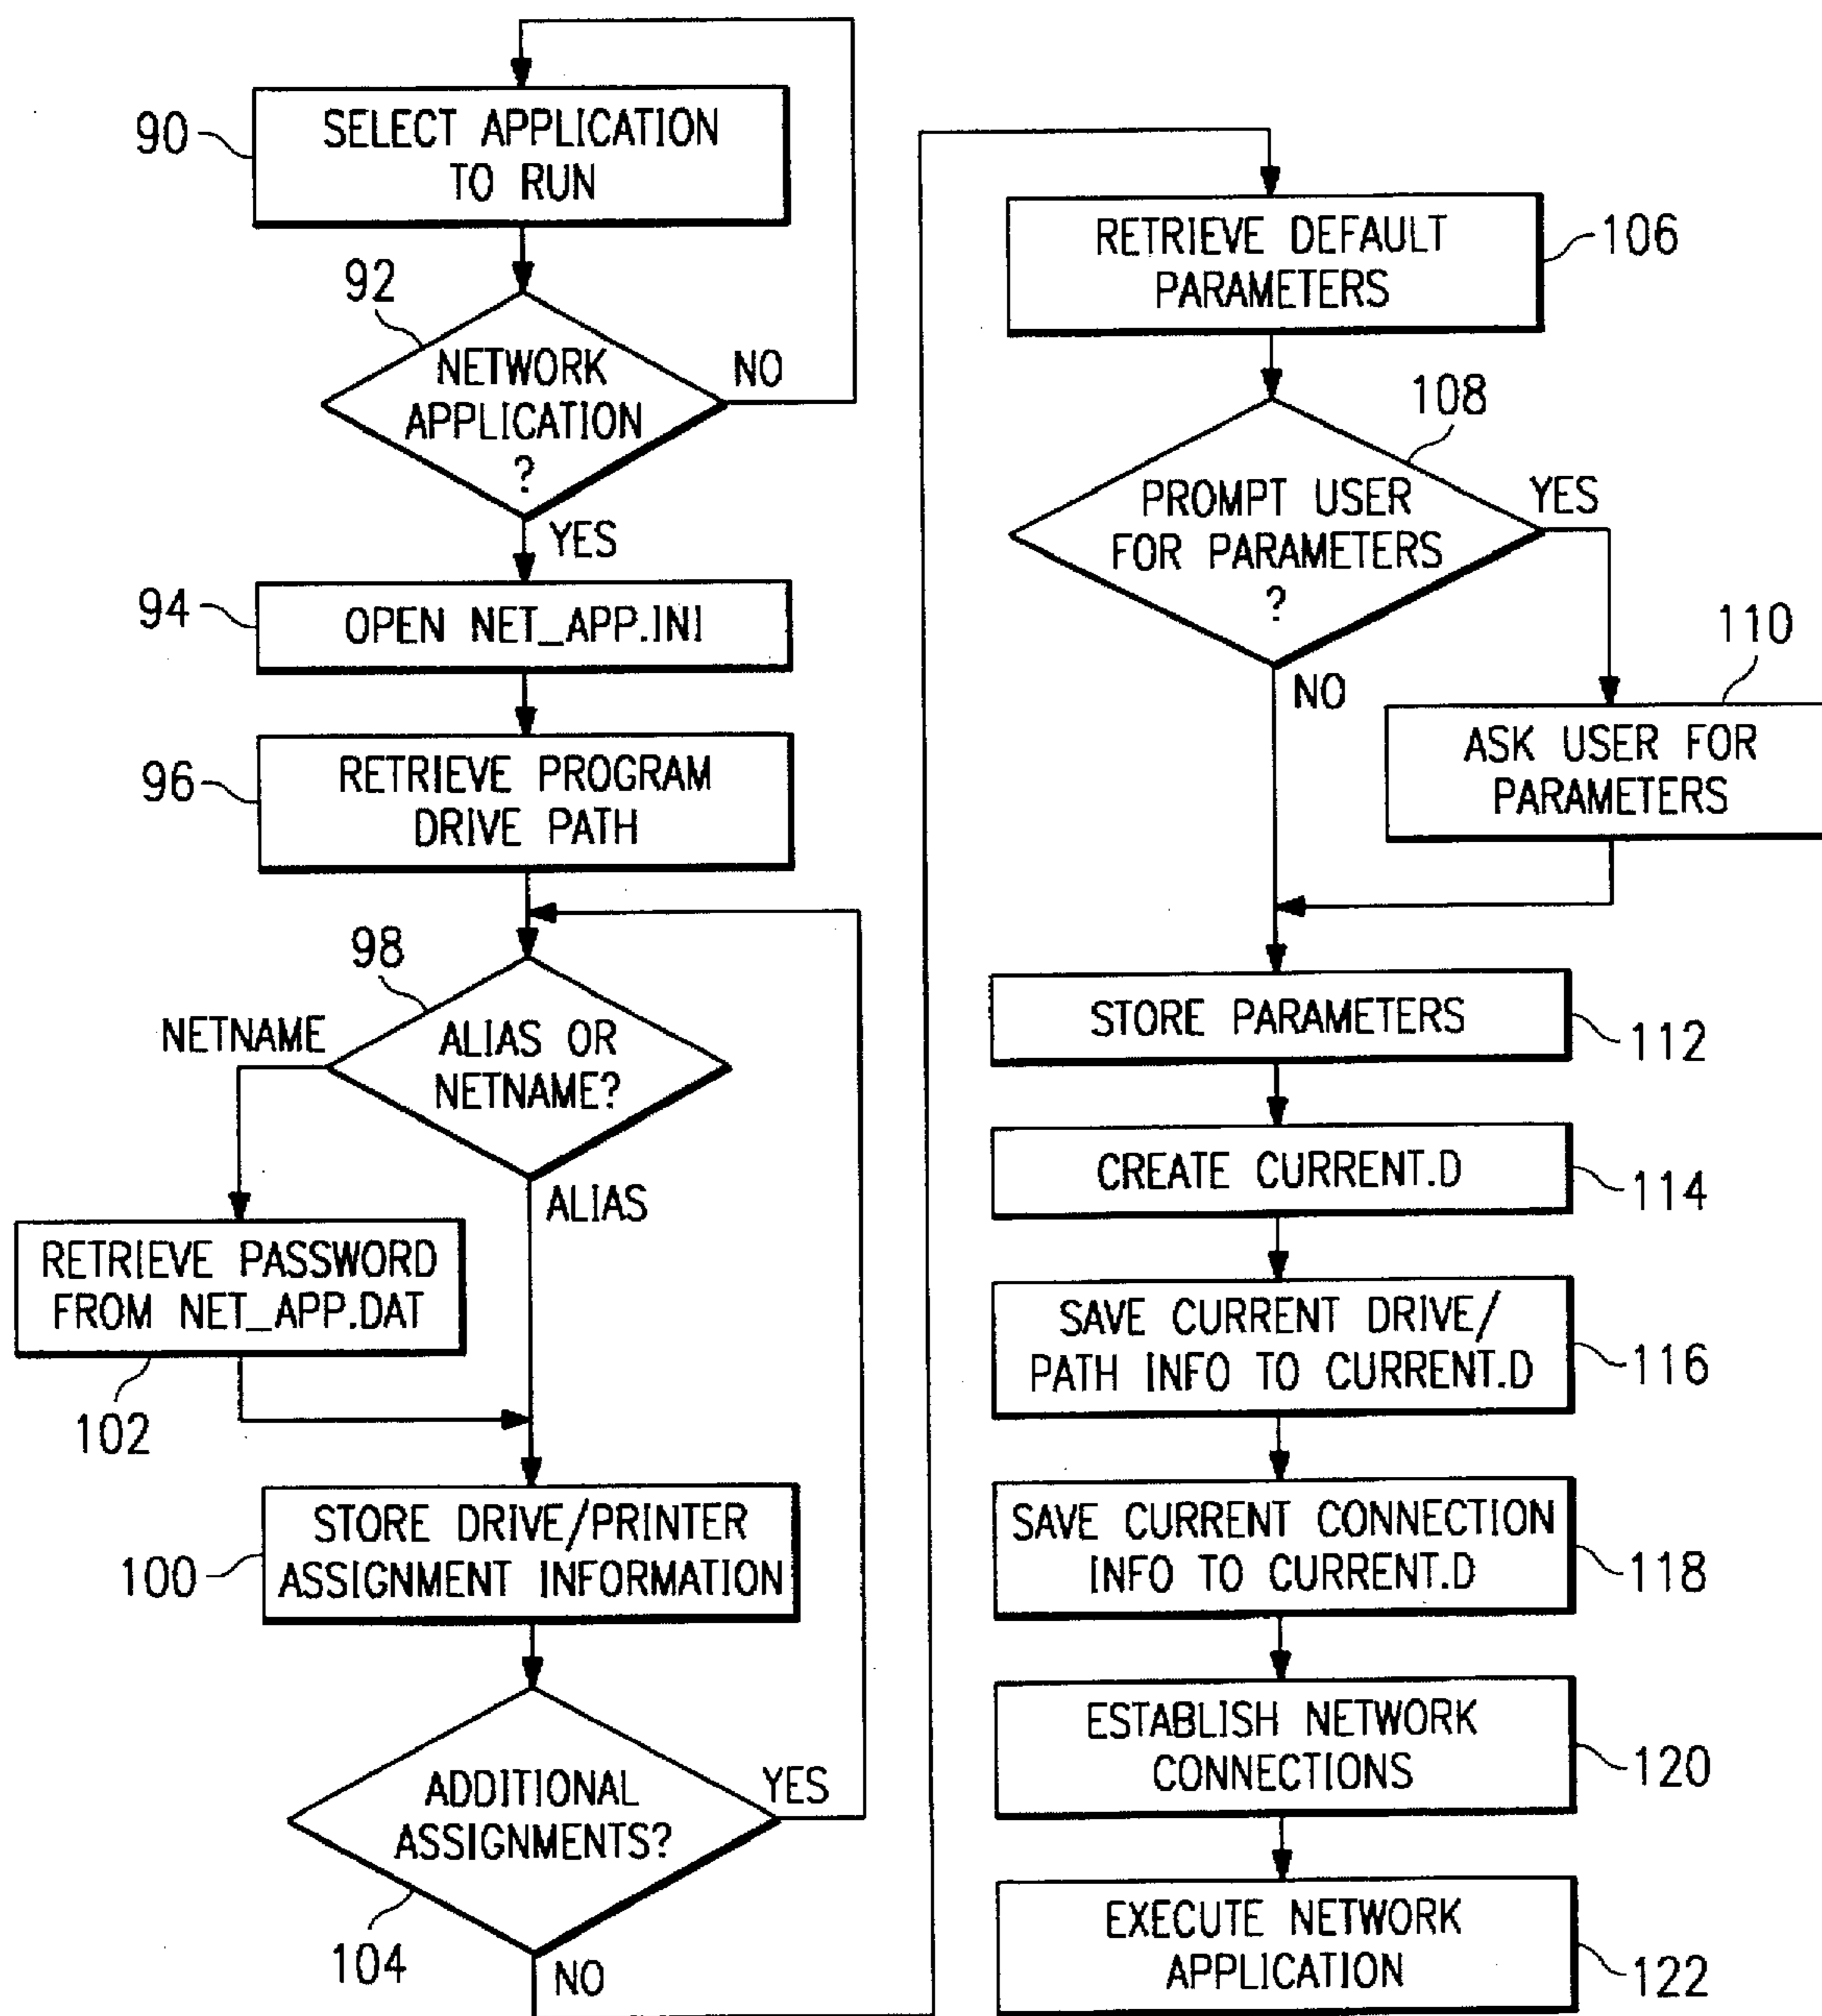 90
SELECT APPLICATION
TO RUN
92
NETWORK
APPLICATION
?
NO
YES
94
OPEN NET_APP.INI
96
RETRIEVE PROGRAM
DRIVE PATH
98
NETNAME
ALIAS OR
NETNAME?
ALIAS
RETRIEVE PASSWORD
FROM NET_APP.DAT
102
STORE DRIVE/PRINTER
ASSIGNMENT INFORMATION
100
ADDITIONAL
ASSIGNMENTS?
YES
104
NO
RETRIEVE DEFAULT
PARAMETERS
106
108
PROMPT USER
FOR PARAMETERS
?
YES
NO
110
ASK USER FOR
PARAMETERS
STORE PARAMETERS
112
CREATE CURRENT.D
114
SAVE CURRENT DRIVE/
PATH INFO TO CURRENT.D
116
SAVE CURRENT CONNECTION
INFO TO CURRENT.D
118
ESTABLISH NETWORK
CONNECTIONS
120
EXECUTE NETWORK
APPLICATION
122